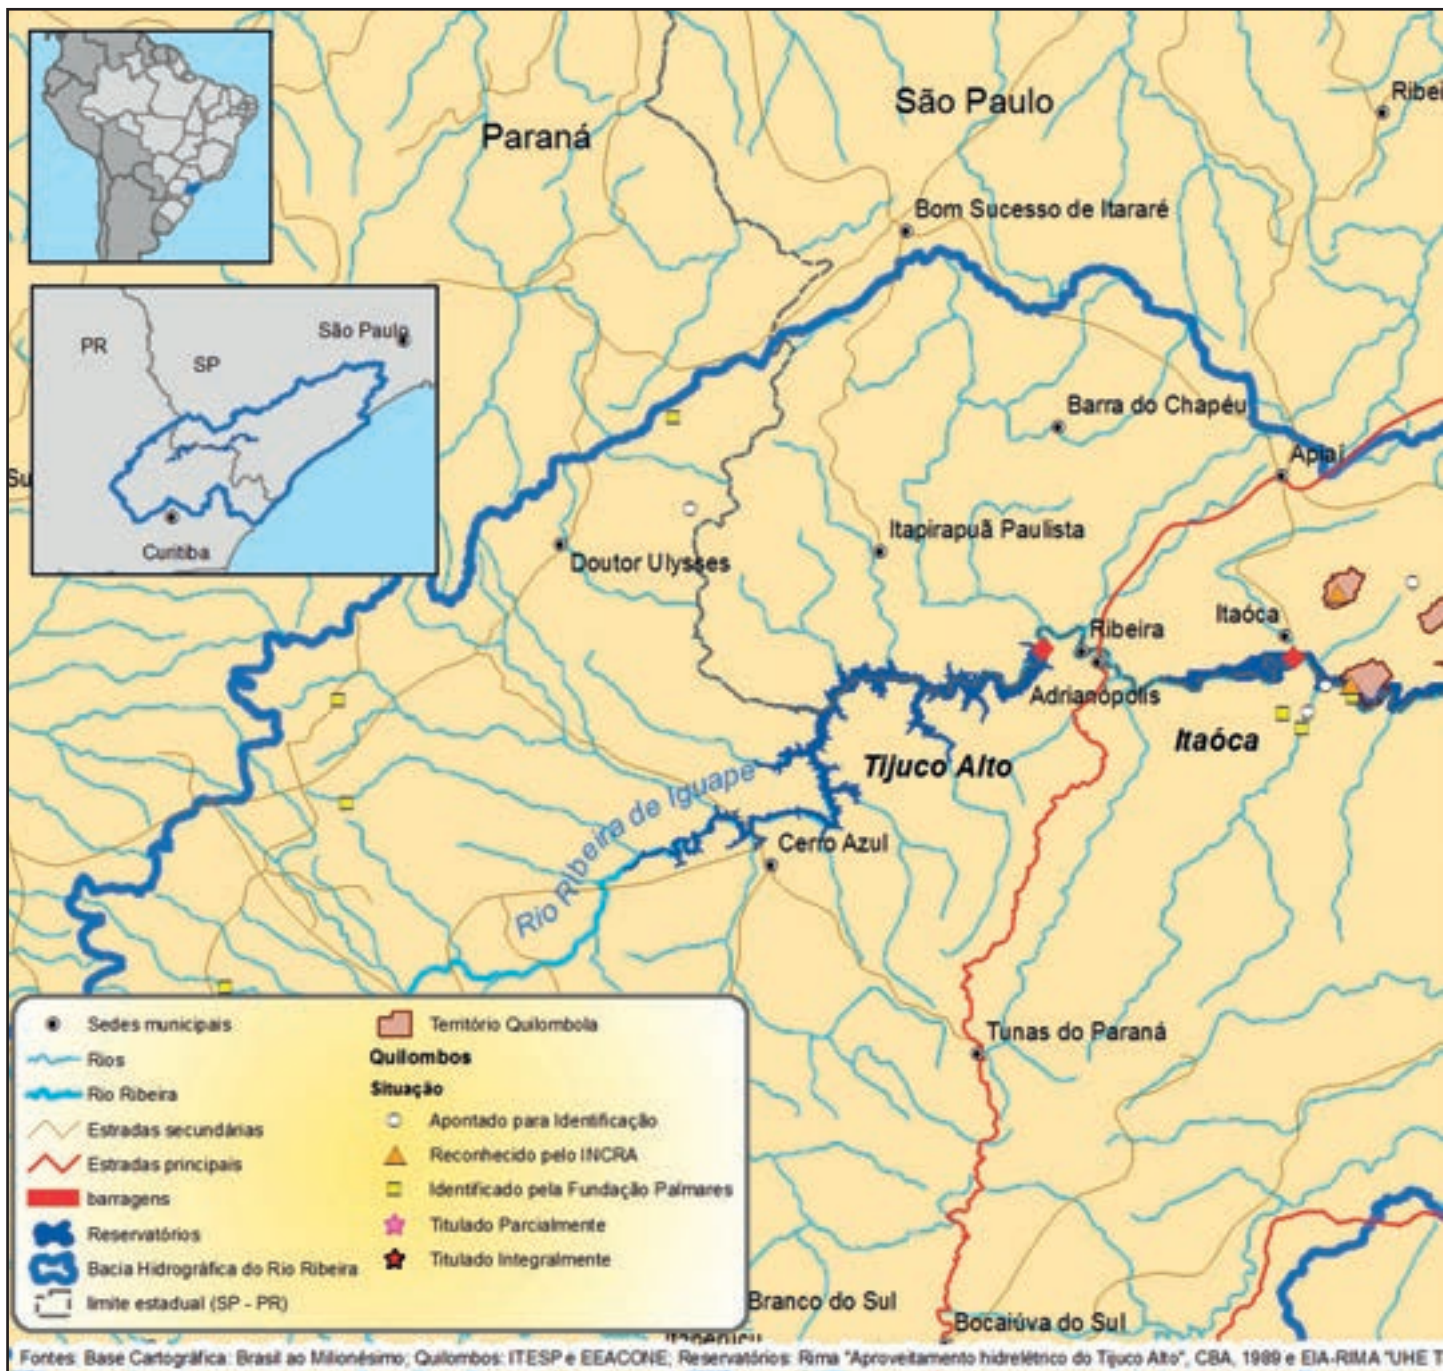 São Paulo
Paraná
Bom Sucesso de Itararé
São Paulo
PR
SP
Curitiba
Barra do Chapéu
Apiaí
Su
Itapirapuã Paulista
Doutor Ulysses
Itaóca
Ribeira
Adrianópolis
Itaóca
Tijuco Alto
Rio Ribeira de Iguape
Cerro Azul
Tunas do Paraná
Sedes municipais
Rios
Rio Ribeira
Estradas secundárias
Estradas principais
barragens
Reservatórios
Bacia Hidrográfica do Rio Ribeira
limite estadual (SP - PR)
Território Quilombola
Quilombos
Situação
Apontado para Identificação
Reconhecido pelo INCRA
Identificado pela Fundação Palmares
Titulado Parcialmente
Titulado Integralmente
Branco do Sul
Bocaiúva do Sul
Fontes: Base Cartográfica: Brasil ao Milionésimo; Quilombos: ITESP e EEACONE; Reservatórios: Rima "Aproveitamento hidrelétrico do Tijuco Alto", CBA, 1989 e EIA-RIMA "UHE T